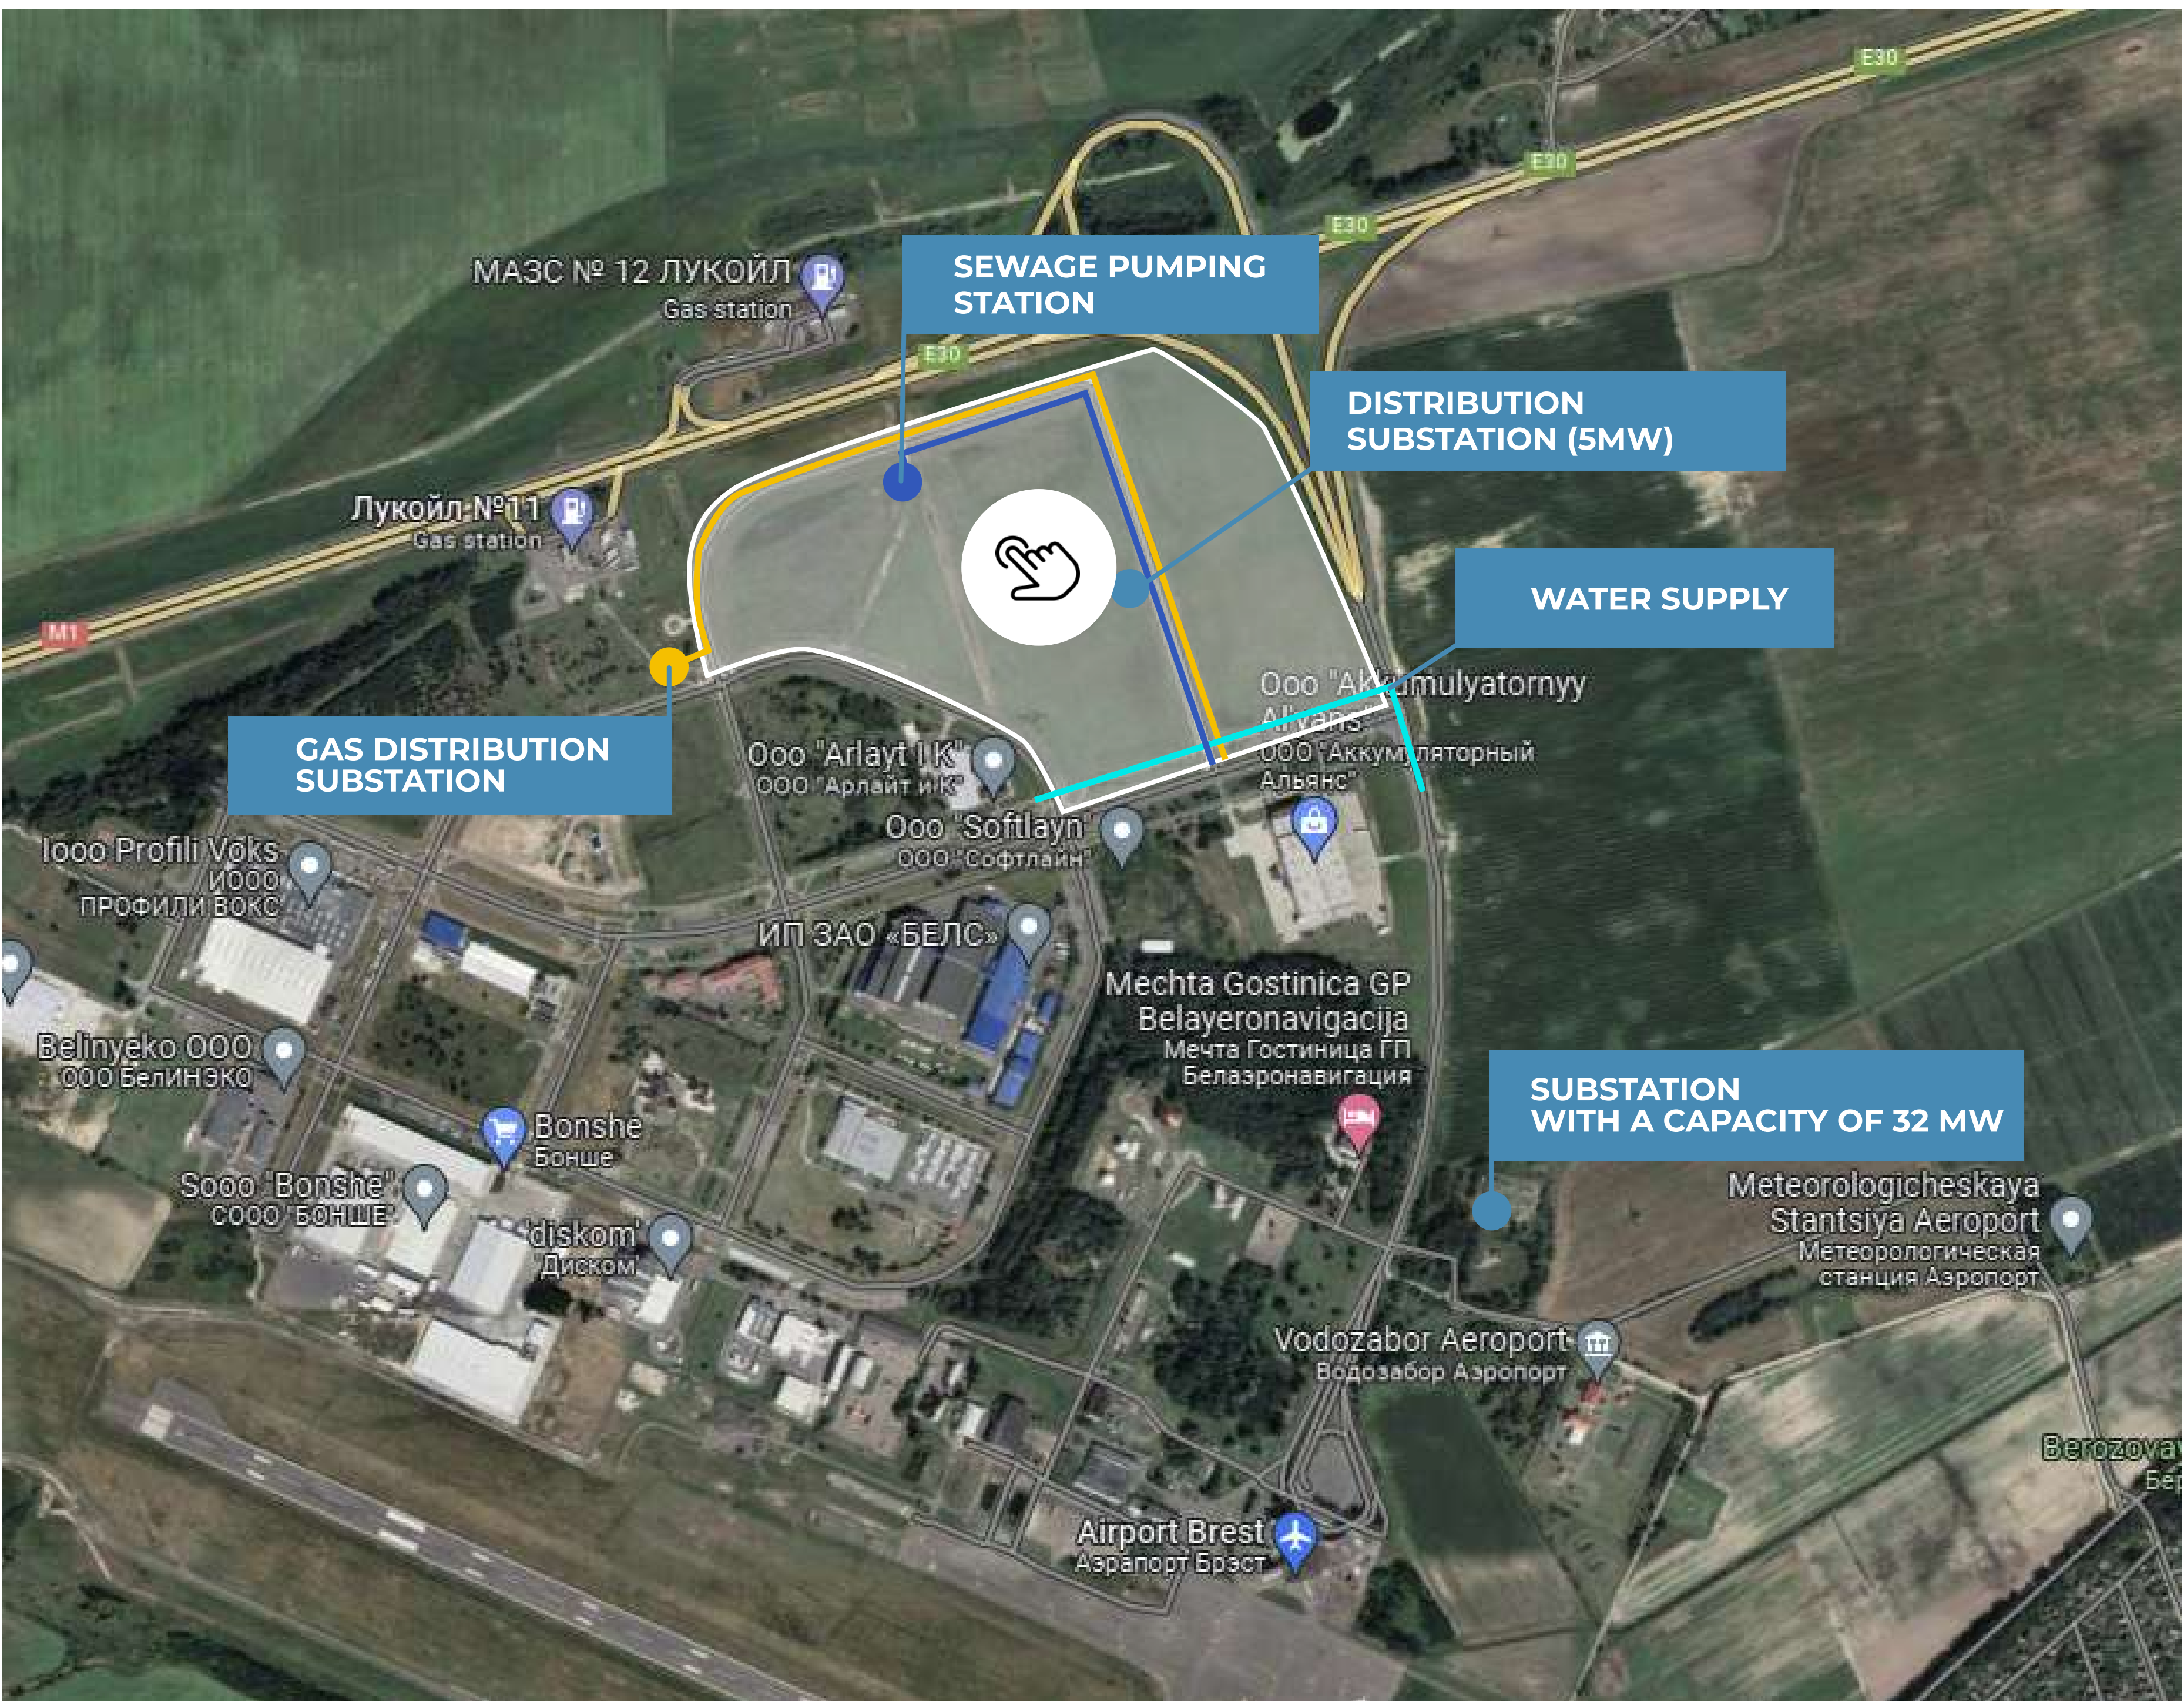 E30
E30
E30
SEWAGE PUMPING
STATION
МАЗС № 12 ЛУКОЙЛ
Gas station
E30
DISTRIBUTION
SUBSTATION (5MW)
Лукойл №11
Gas station
WATER SUPPLY
M1
Ooo "Akkumulyatornyy
Al'yans"
ООО "Аккумуляторный
Альянс"
GAS DISTRIBUTION
SUBSTATION
Ooo "Arlayt I K"
ООО "Арлайт и К"
Ooo "Softlayn"
ООО "Софтлайн"
Iooo Profili Voks
ИООО
ПРОФИЛИ ВОКС
ИП ЗАО «БЕЛС»
Mechta Gostinica GP
Belayeronavigacija
Мечта Гостиница ГП
Белаэронавигация
Belinyeko OOO
ООО БелИНЭКО
SUBSTATION
WITH A CAPACITY OF 32 MW
Bonshe
Бонше
Sooo "Bonshe"
СООО "БОНШЕ"
Meteorologicheskaya
Stantsiya Aeroport
Метеорологическая
станция Аэропорт
'diskom'
Диском'
Vodozabor Aeroport
Водозабор Аэропорт
Berozovay
Бер
Airport Brest
Аэрапорт Брэст